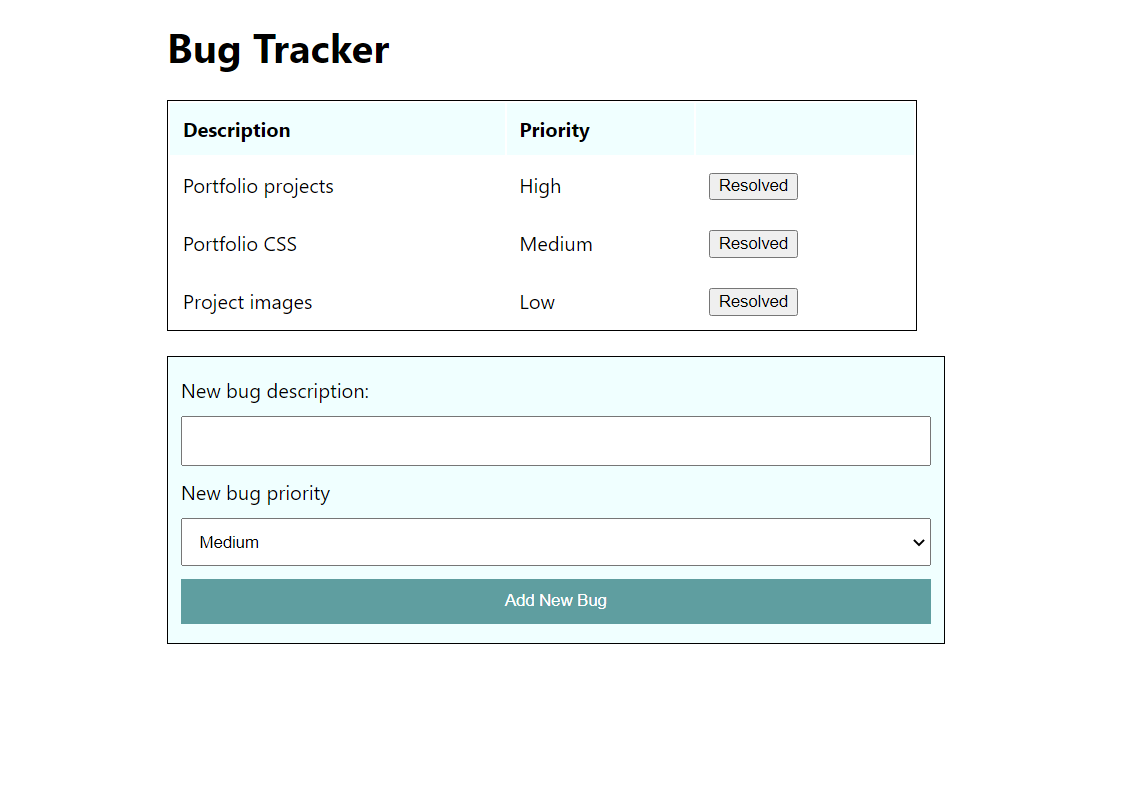 Bug Tracker
Description Priority
Portfolio projects High Resolved
Portfolio CSS Medium Resolved
Project images Low Resolved
New bug description:
New bug priority
Medium
Add New Bug